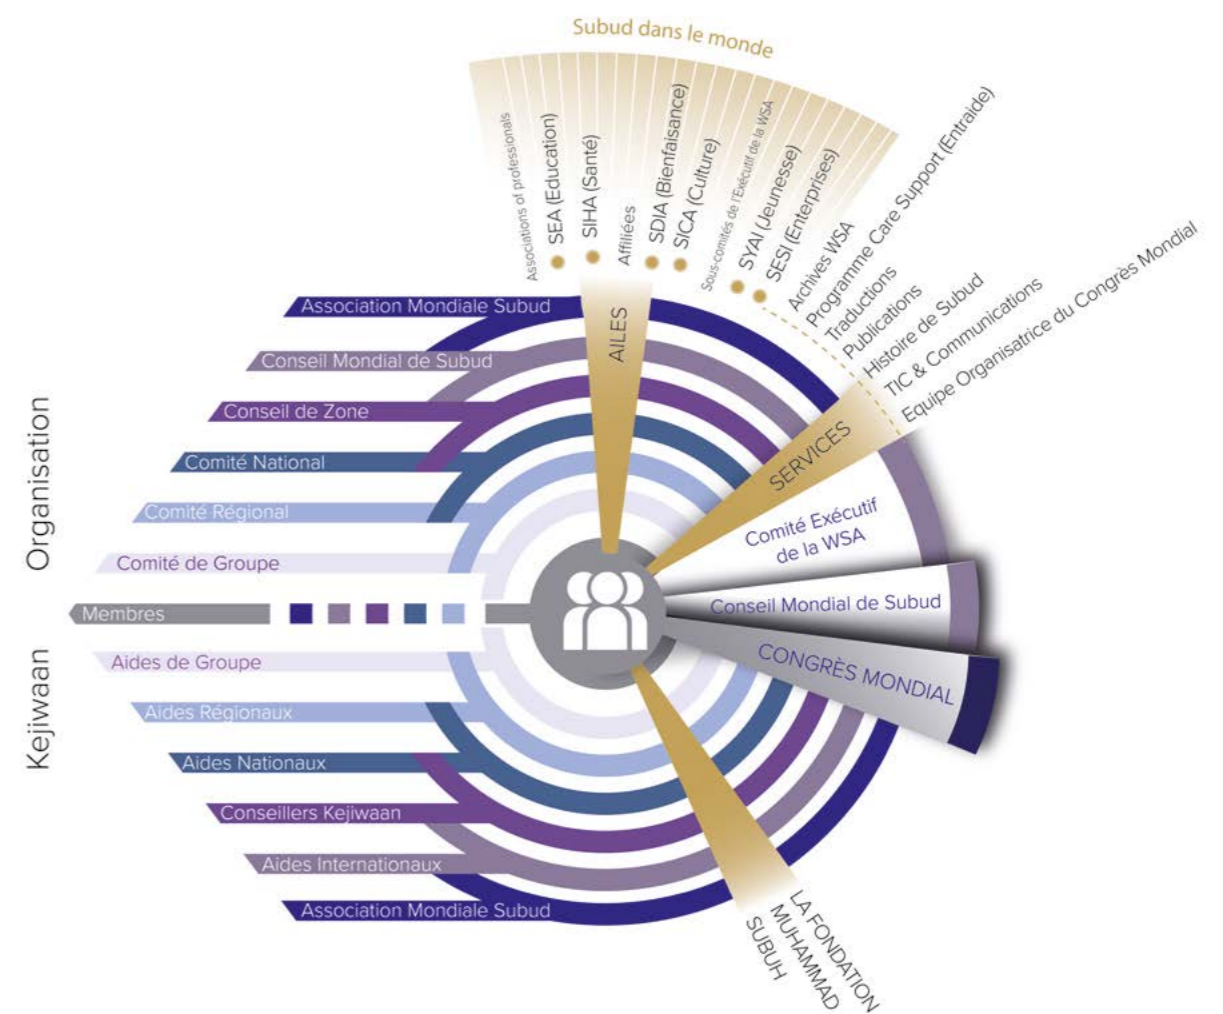 Subud dans le monde
Associations of professionals
SEA (Education)
SIHA (Santé)
Affiliées
SDIA (Bienfaisance)
SICA (Culture)
Sous-comités de l'Exécutif de la WSA
SYAI (Jeunesse)
SESI (Enterprises)
Archives WSA
Programme Care Support (Entraide)
Traductions
Publications
Histoire de Subud
TIC & Communications
Equipe Organisatrice du Congrès Mondial
AILES
SERVICES
Organisation
Association Mondiale Subud
Conseil Mondial de Subud
Conseil de Zone
Comité National
Comité Régional
Comité de Groupe
Membres
Kejiwaan
Aides de Groupe
Aides Régionaux
Aides Nationaux
Conseillers Kejiwaan
Aides Internationaux
Association Mondiale Subud
Comité Exécutif
de la WSA
Conseil Mondial de Subud
CONGRÈS MONDIAL
LA FONDATION
MUHAMMAD
SUBUH